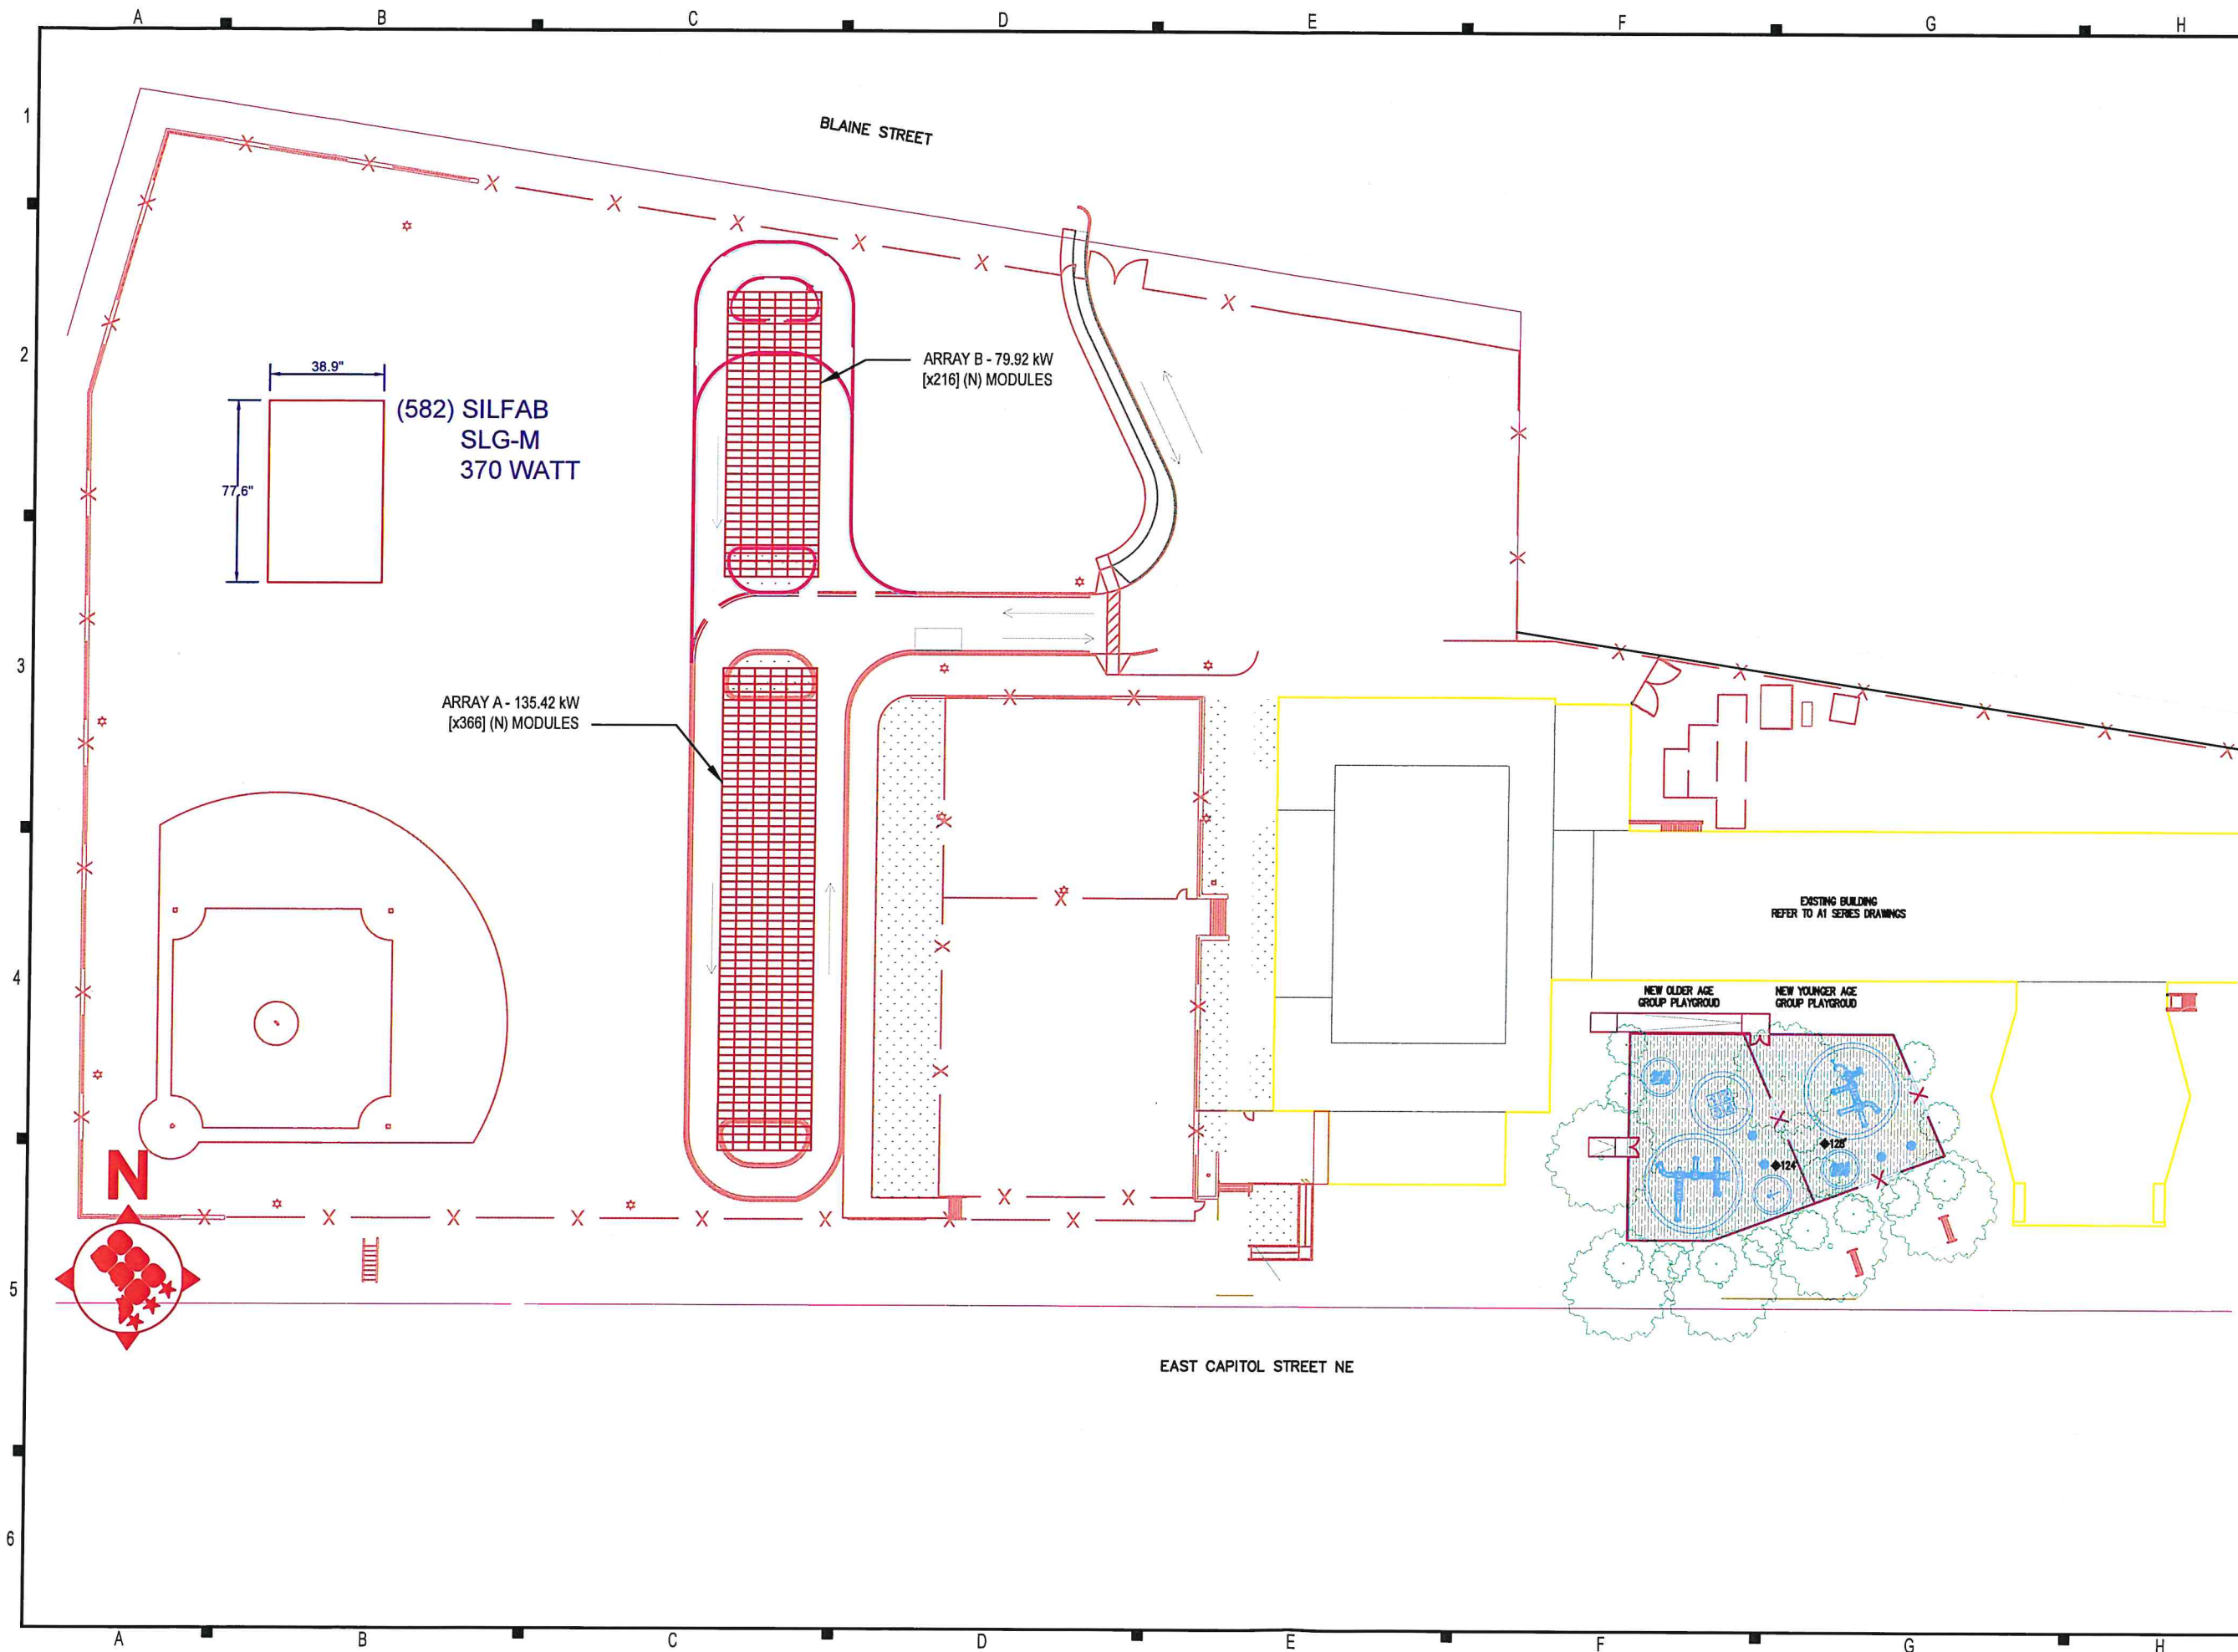 A B C D E F G H
1
BLAINE STREET
2
ARRAY B - 79.92 kW
[x216] (N) MODULES
38.9"
(582) SILFAB
SLG-M
370 WATT
77.6"
3
ARRAY A - 135.42 kW
[x366] (N) MODULES
EXISTING BUILDING
REFER TO A1 SERIES DRAWINGS
4
NEW OLDER AGE
GROUP PLAYGROUD
NEW YOUNGER AGE
GROUP PLAYGROUD
128'
124'
N
5
EAST CAPITOL STREET NE
6
A B C D E F G H